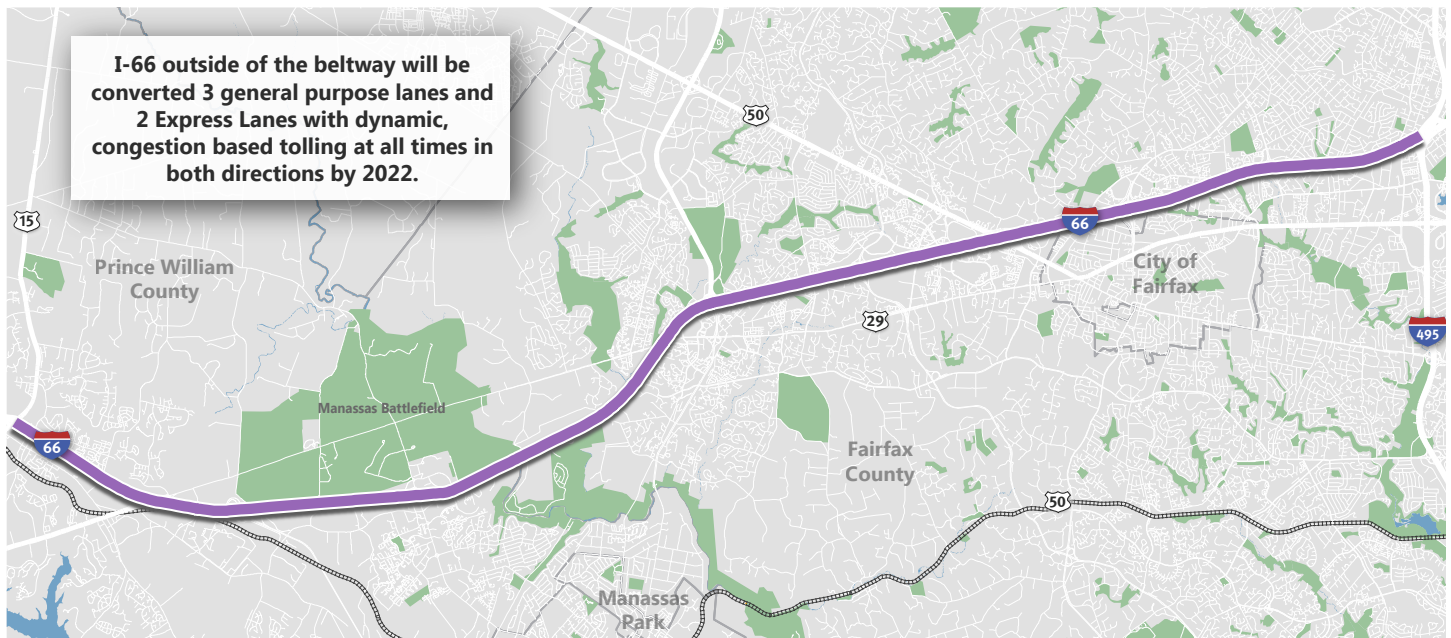 I-66 outside of the beltway will be
converted 3 general purpose lanes and
2 Express Lanes with dynamic,
congestion based tolling at all times in
both directions by 2022.
50
15
66
Prince William
County
City of
Fairfax
29
495
Manassas Battlefield
66
Fairfax
County
50
Manassas
Park